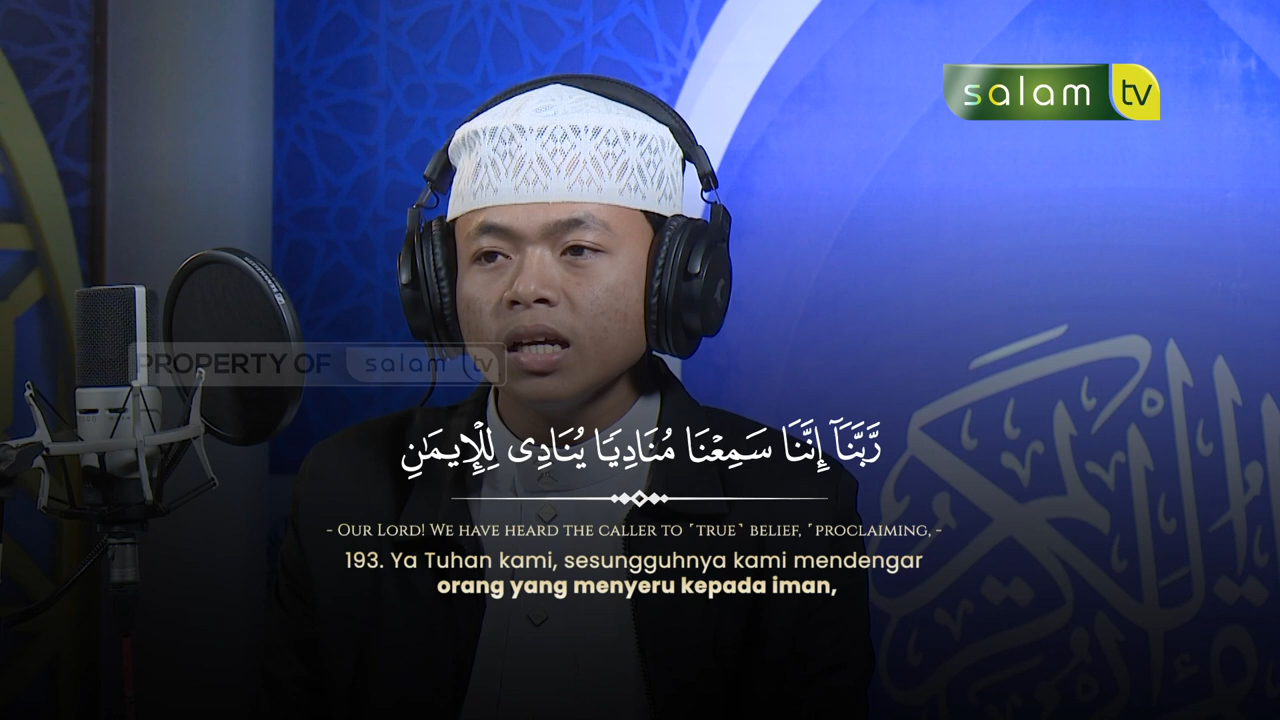 salam tv
PROPERTY OF salam tv
رَّبَّنَآ إِنَّنَا سَمِعْنَا مُنَادِيًا يُنَادِى لِلْإِيمَـٰنِ
- OUR LORD! WE HAVE HEARD THE CALLER TO ˹TRUE˺ BELIEF, ˹PROCLAIMING, -
193. Ya Tuhan kami, sesungguhnya kami mendengar
orang yang menyeru kepada iman,